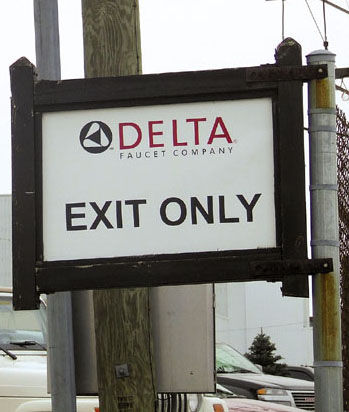 DELTA
FAUCET COMPANY
EXIT ONLY